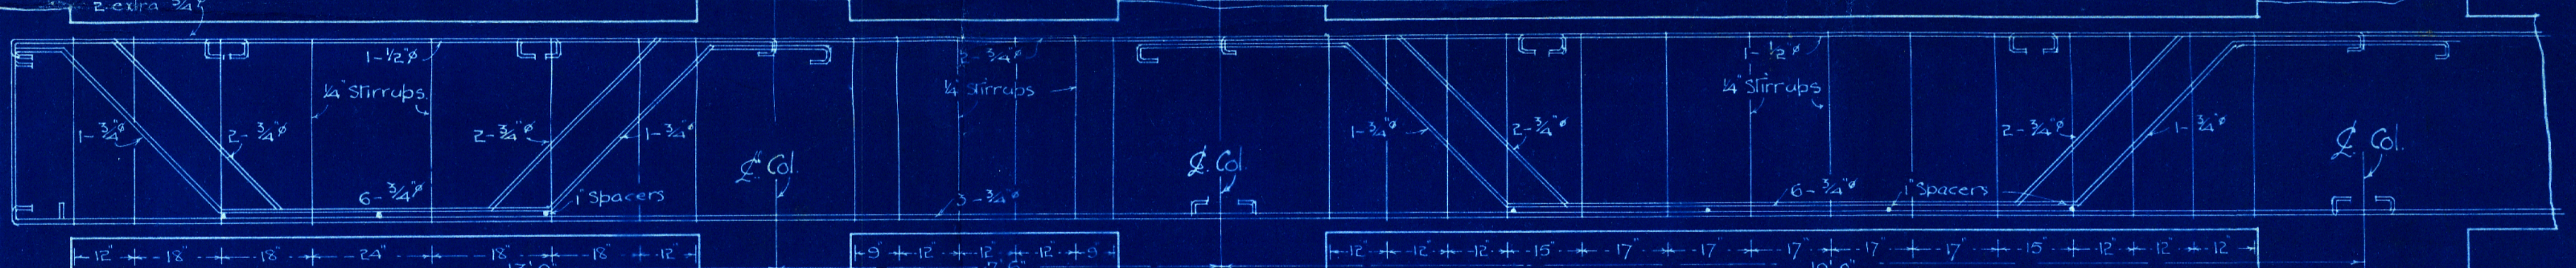 2 extra 3/4"φ
1-1/2"φ
2-3/4"φ
1-1/2"φ
1/4" Stirrups.
1/4" Stirrups
1/4" Stirrups
1-3/4"φ
2-3/4"φ
2-3/4"φ
1-3/4"φ
1-3/4"φ
2-3/4"φ
2-3/4"φ
1-3/4"φ
℄ Col.
℄ Col.
℄ Col.
6-3/4"φ
1" Spacers
3-3/4"φ
6-3/4"φ
1" Spacers
12" 18" 18" 24" 18" 18" 12"
9" 12" 12" 12" 9"
12" 12" 12" 15" 17" 17" 17" 17" 17" 15" 12" 12" 12"